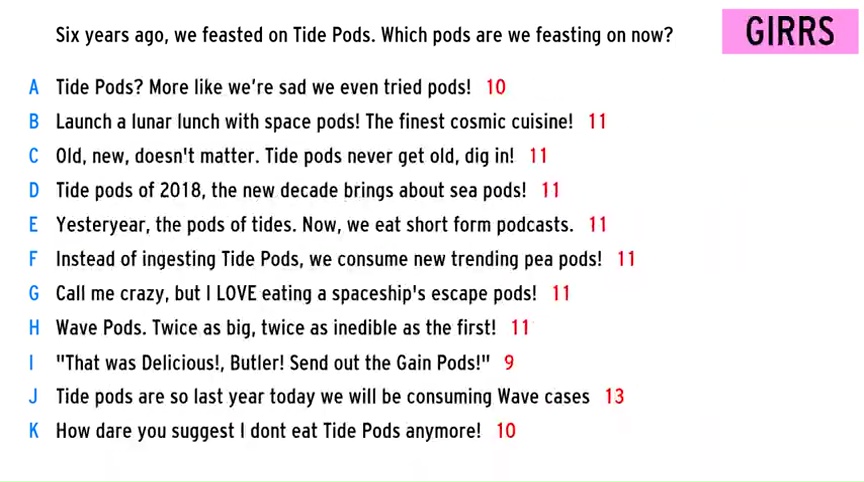 Six years ago, we feasted on Tide Pods. Which pods are we feasting on now?
GIRRS
A Tide Pods? More like we're sad we even tried pods! 10
B Launch a lunar lunch with space pods! The finest cosmic cuisine! 11
C Old, new, doesn't matter. Tide pods never get old, dig in! 11
D Tide pods of 2018, the new decade brings about sea pods! 11
E Yesteryear, the pods of tides. Now, we eat short form podcasts. 11
F Instead of ingesting Tide Pods, we consume new trending pea pods! 11
G Call me crazy, but I LOVE eating a spaceship's escape pods! 11
H Wave Pods. Twice as big, twice as inedible as the first! 11
I "That was Delicious!, Butler! Send out the Gain Pods!" 9
J Tide pods are so last year today we will be consuming Wave cases 13
K How dare you suggest I dont eat Tide Pods anymore! 10